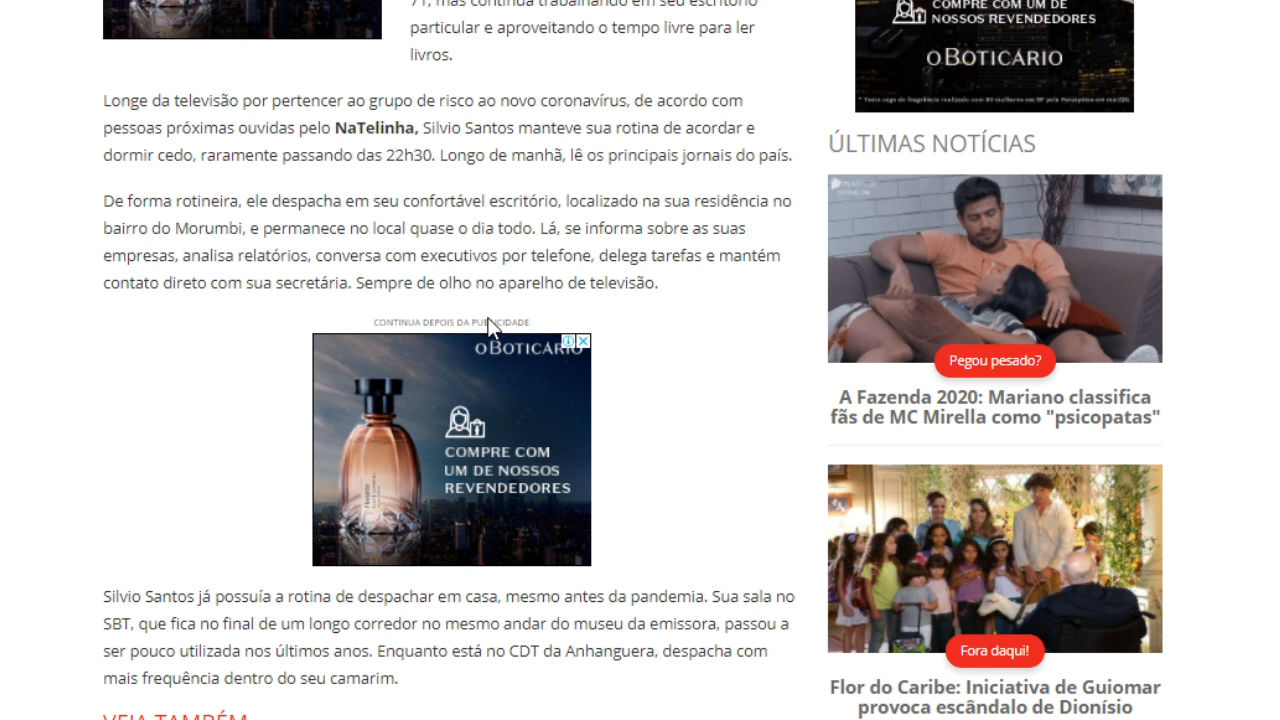 71, mas continua trabalhando em seu escritório
particular e aproveitando o tempo livre para ler
livros.
Longe da televisão por pertencer ao grupo de risco ao novo coronavírus, de acordo com
pessoas próximas ouvidas pelo NaTelinha, Silvio Santos manteve sua rotina de acordar e
dormir cedo, raramente passando das 22h30. Longo de manhã, lê os principais jornais do país.
De forma rotineira, ele despacha em seu confortável escritório, localizado na sua residência no
bairro do Morumbi, e permanece no local quase o dia todo. Lá, se informa sobre as suas
empresas, analisa relatórios, conversa com executivos por telefone, delega tarefas e mantém
contato direto com sua secretária. Sempre de olho no aparelho de televisão.
CONTINUA DEPOIS DA PUBLICIDADE
OBOTICÁRIO
COMPRE COM
UM DE NOSSOS
REVENDEDORES
Silvio Santos já possuía a rotina de despachar em casa, mesmo antes da pandemia. Sua sala no
SBT, que fica no final de um longo corredor no mesmo andar do museu da emissora, passou a
ser pouco utilizada nos últimos anos. Enquanto está no CDT da Anhanguera, despacha com
mais frequência dentro do seu camarim.
VEJA TAMBÉM
COMPRE COM UM DE
NOSSOS REVENDEDORES
OBOTICÁRIO
ÚLTIMAS NOTÍCIAS
Pegou pesado?
A Fazenda 2020: Mariano classifica
fãs de MC Mirella como "psicopatas"
Fora daqui!
Flor do Caribe: Iniciativa de Guiomar
provoca escândalo de Dionísio